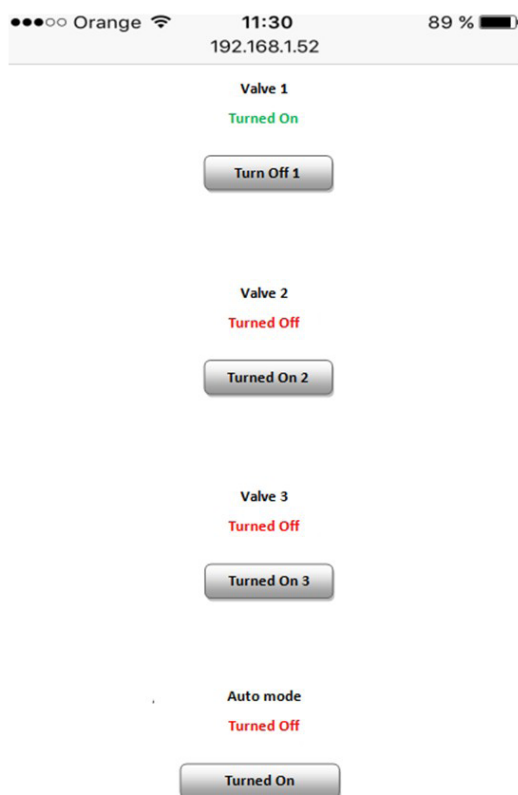 Orange 11:30 89 %
192.168.1.52
Valve 1
Turned On
Turn Off 1
Valve 2
Turned Off
Turned On 2
Valve 3
Turned Off
Turned On 3
Auto mode
Turned Off
Turned On